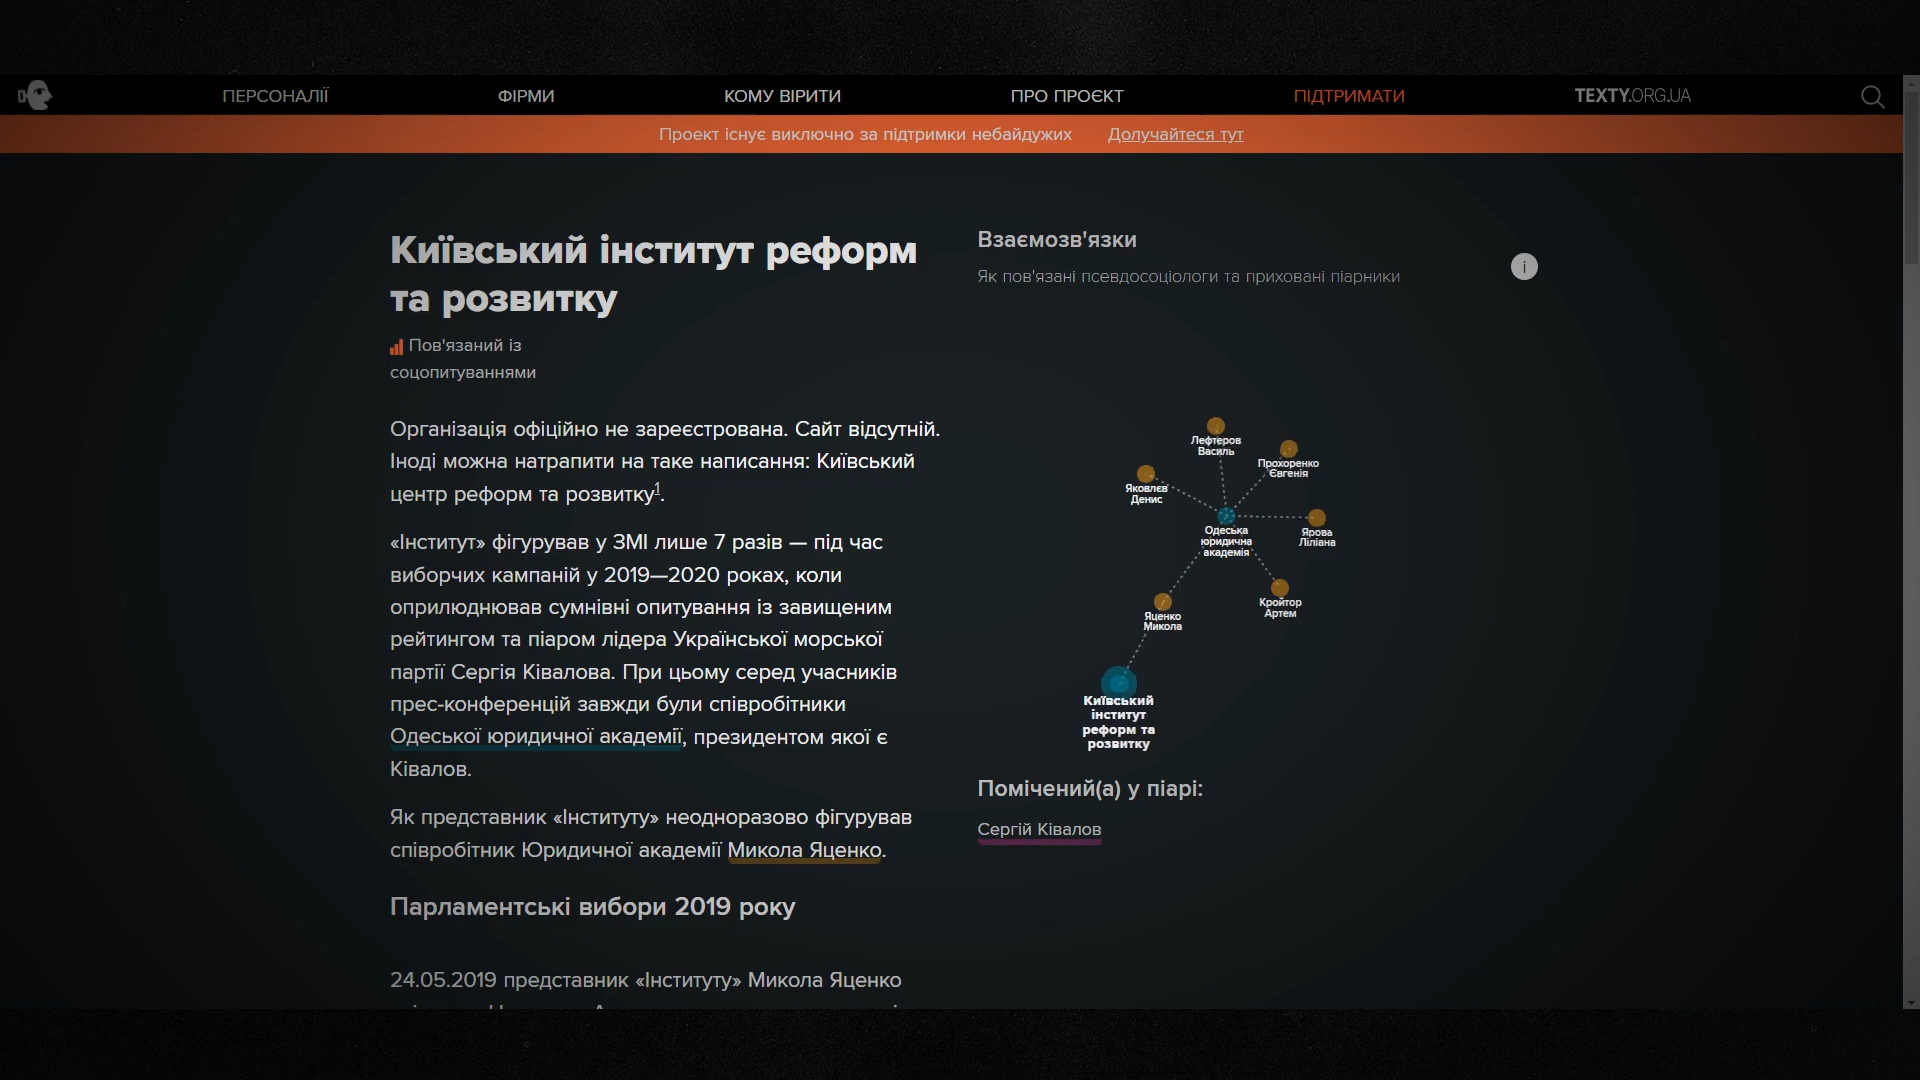 ПЕРСОНАЛІЇ ФІРМИ КОМУ ВІРИТИ ПРО ПРОЄКТ ПІДТРИМАТИ TEXTY.ORG.UA
Проект існує виключно за підтримки небайдужих Долучайтеся тут
Київський інститут реформ
та розвитку
Пов'язаний із
соцопитуваннями
Організація офіційно не зареєстрована. Сайт відсутній.
Іноді можна натрапити на таке написання: Київський
центр реформ та розвитку1.
«Інститут» фігурував у ЗМІ лише 7 разів — під час
виборчих кампаній у 2019—2020 роках, коли
оприлюднював сумнівні опитування із завищеним
рейтингом та піаром лідера Української морської
партії Сергія Ківалова. При цьому серед учасників
прес-конференцій завжди були співробітники
Одеської юридичної академії, президентом якої є
Ківалов.
Як представник «Інституту» неодноразово фігурував
співробітник Юридичної академії Микола Яценко.
Парламентські вибори 2019 року
24.05.2019 представник «Інституту» Микола Яценко
Взаємозв'язки
Як пов'язані псевдосоціологи та приховані піарники
i
Лефтеров
Василь
Прохоренко
Євгенія
Яковлєв
Денис
Одеська
юридична
академія
Ярова
Ліліана
Кройтор
Артем
Яценко
Микола
Київський
інститут
реформ та
розвитку
Помічений(а) у піарі:
Сергій Ківалов